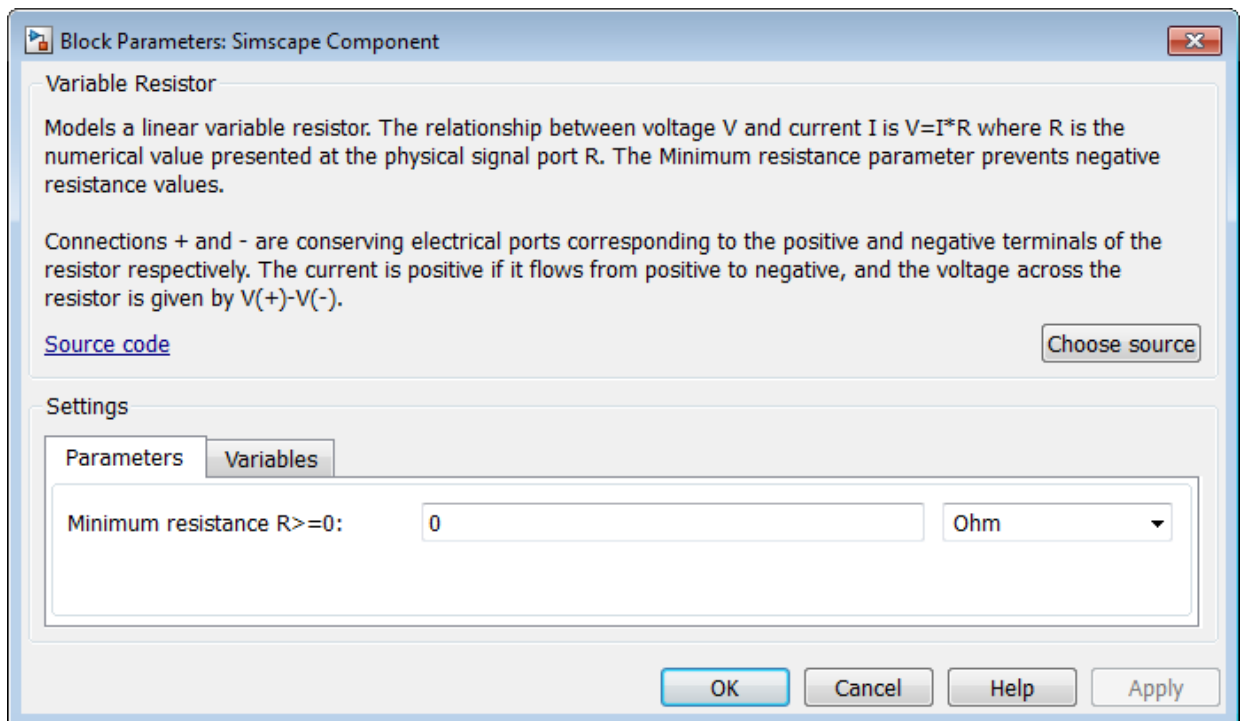 Block Parameters: Simscape Component
Variable Resistor
Models a linear variable resistor. The relationship between voltage V and current I is V=I*R where R is the
numerical value presented at the physical signal port R. The Minimum resistance parameter prevents negative
resistance values.
Connections + and - are conserving electrical ports corresponding to the positive and negative terminals of the
resistor respectively. The current is positive if it flows from positive to negative, and the voltage across the
resistor is given by V(+)-V(-).
Source code
Choose source
Settings
Parameters
Variables
Minimum resistance R>=0:
0
Ohm
OK
Cancel
Help
Apply